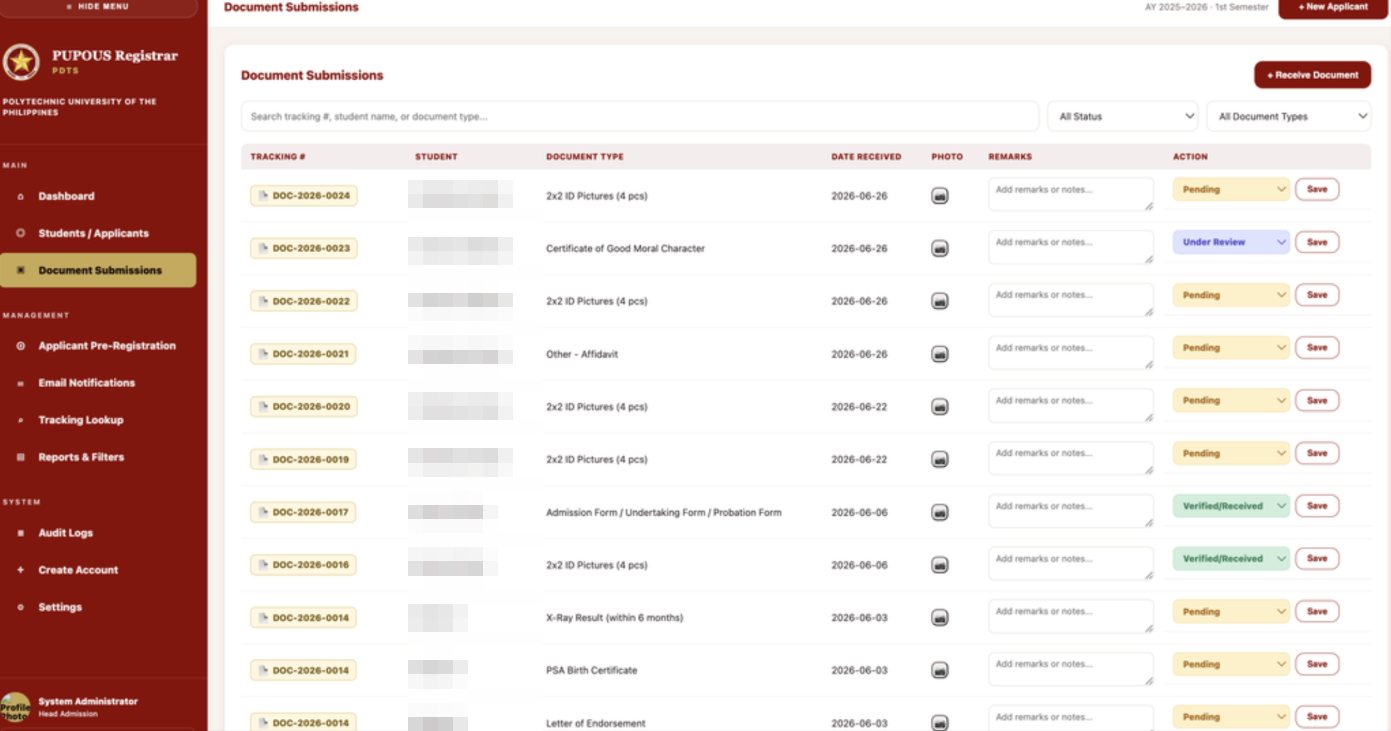 HIDE MENU
PUPOUS Registrar
PDTS
POLYTECHNIC UNIVERSITY OF THE
PHILIPPINES
MAIN
Dashboard
Students / Applicants
Document Submissions
MANAGEMENT
Applicant Pre-Registration
Email Notifications
Tracking Lookup
Reports & Filters
SYSTEM
Audit Logs
Create Account
Settings
Profile Photo
System Administrator
Head Admission
Document Submissions
AY 2025–2026 · 1st Semester
+ New Applicant
Document Submissions
+ Receive Document
Search tracking #, student name, or document type...
All Status
All Document Types
TRACKING # STUDENT DOCUMENT TYPE DATE RECEIVED PHOTO REMARKS ACTION
DOC-2026-0024 2x2 ID Pictures (4 pcs) 2026-06-26 Add remarks or notes... Pending Save
DOC-2026-0023 Certificate of Good Moral Character 2026-06-26 Add remarks or notes... Under Review Save
DOC-2026-0022 2x2 ID Pictures (4 pcs) 2026-06-26 Add remarks or notes... Pending Save
DOC-2026-0021 Other - Affidavit 2026-06-26 Add remarks or notes... Pending Save
DOC-2026-0020 2x2 ID Pictures (4 pcs) 2026-06-22 Add remarks or notes... Pending Save
DOC-2026-0019 2x2 ID Pictures (4 pcs) 2026-06-22 Add remarks or notes... Pending Save
DOC-2026-0017 Admission Form / Undertaking Form / Probation Form 2026-06-06 Add remarks or notes... Verified/Received Save
DOC-2026-0016 2x2 ID Pictures (4 pcs) 2026-06-06 Add remarks or notes... Verified/Received Save
DOC-2026-0014 X-Ray Result (within 6 months) 2026-06-03 Add remarks or notes... Pending Save
DOC-2026-0014 PSA Birth Certificate 2026-06-03 Add remarks or notes... Pending Save
DOC-2026-0014 Letter of Endorsement 2026-06-03 Add remarks or notes... Pending Save